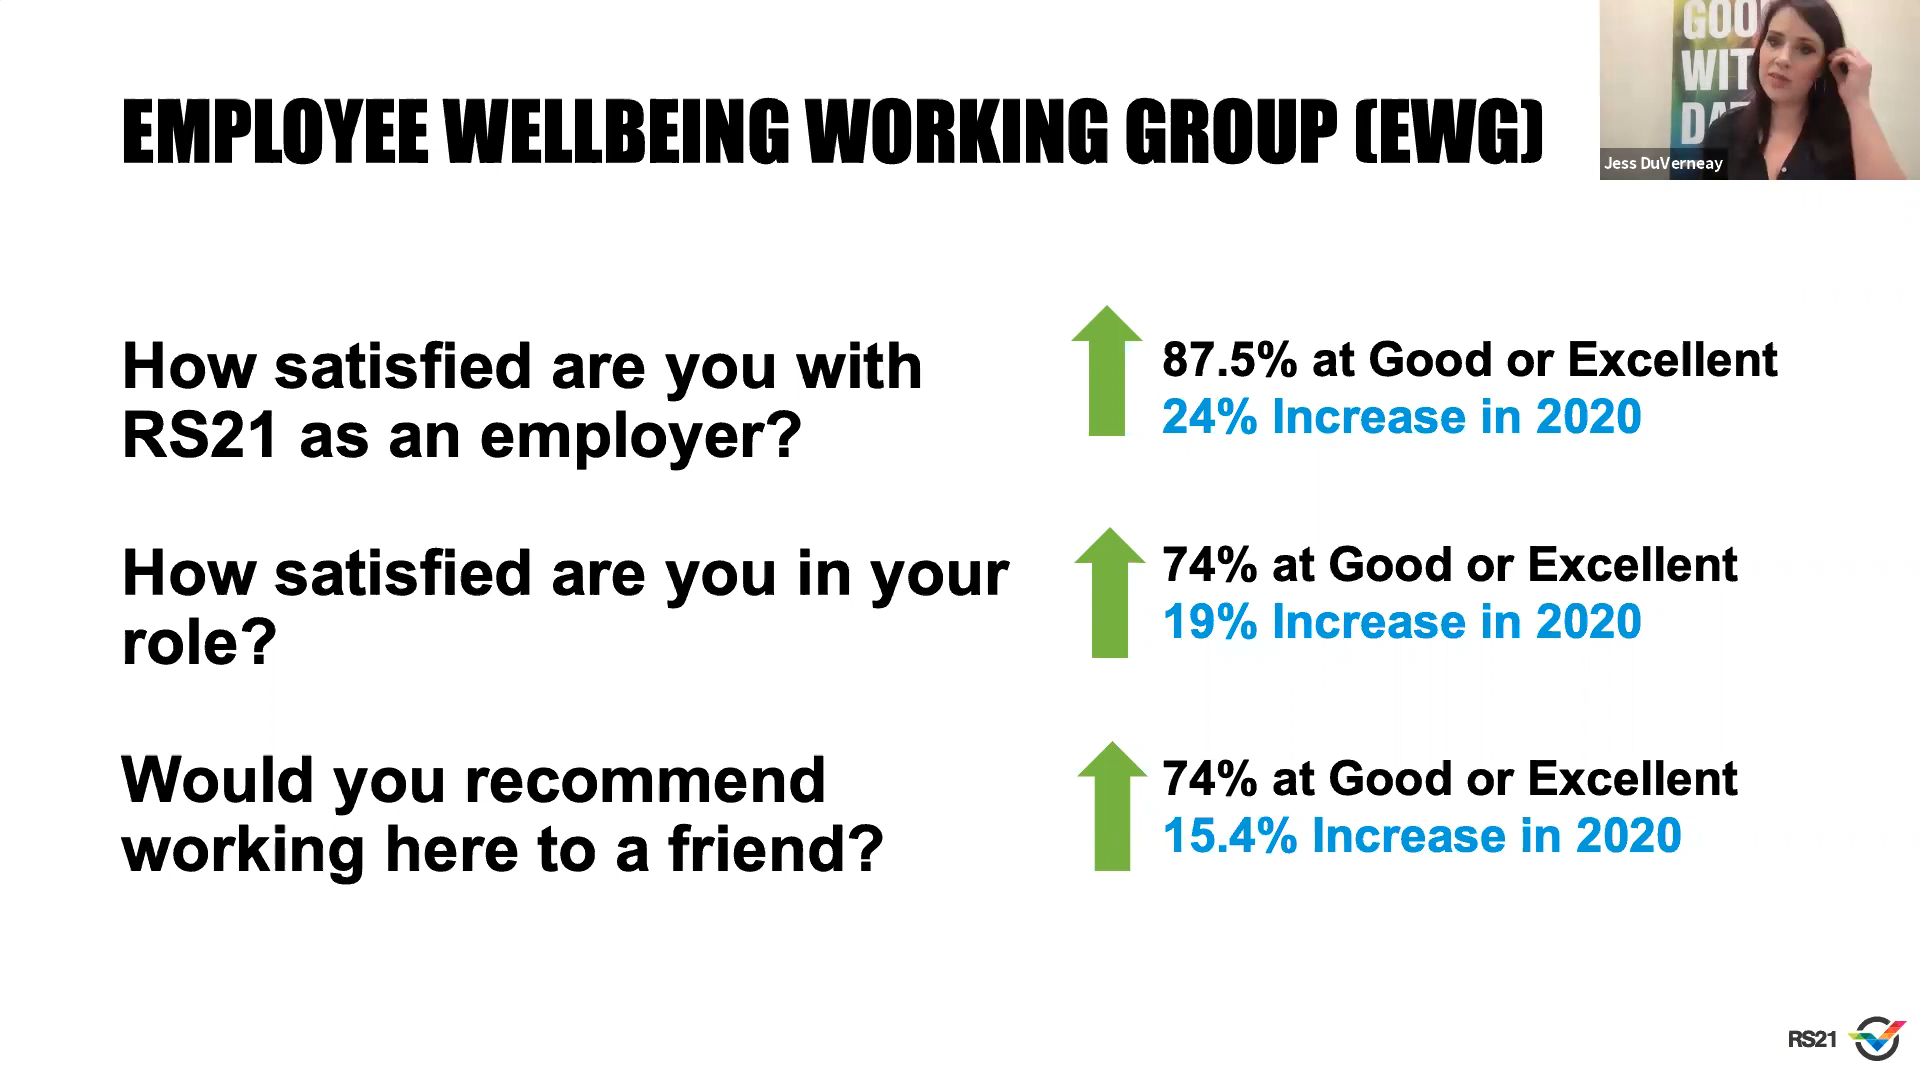 EMPLOYEE WELLBEING WORKING GROUP (EWG)
GOO
WIT
DA
Jess DuVerneay
How satisfied are you with
RS21 as an employer?
87.5% at Good or Excellent
24% Increase in 2020
How satisfied are you in your
role?
74% at Good or Excellent
19% Increase in 2020
Would you recommend
working here to a friend?
74% at Good or Excellent
15.4% Increase in 2020
RS21